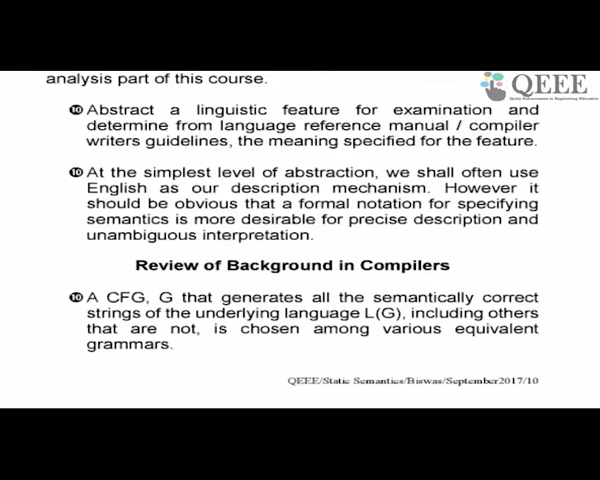 analysis part of this course.
QEEE
❿ Abstract a linguistic feature for examination and
determine from language reference manual / compiler
writers guidelines, the meaning specified for the feature.
❿ At the simplest level of abstraction, we shall often use
English as our description mechanism. However it
should be obvious that a formal notation for specifying
semantics is more desirable for precise description and
unambiguous interpretation.
Review of Background in Compilers
❿ A CFG, G that generates all the semantically correct
strings of the underlying language L(G), including others
that are not, is chosen among various equivalent
grammars.
QEEE/Static Semantics/Biswas/September2017/10